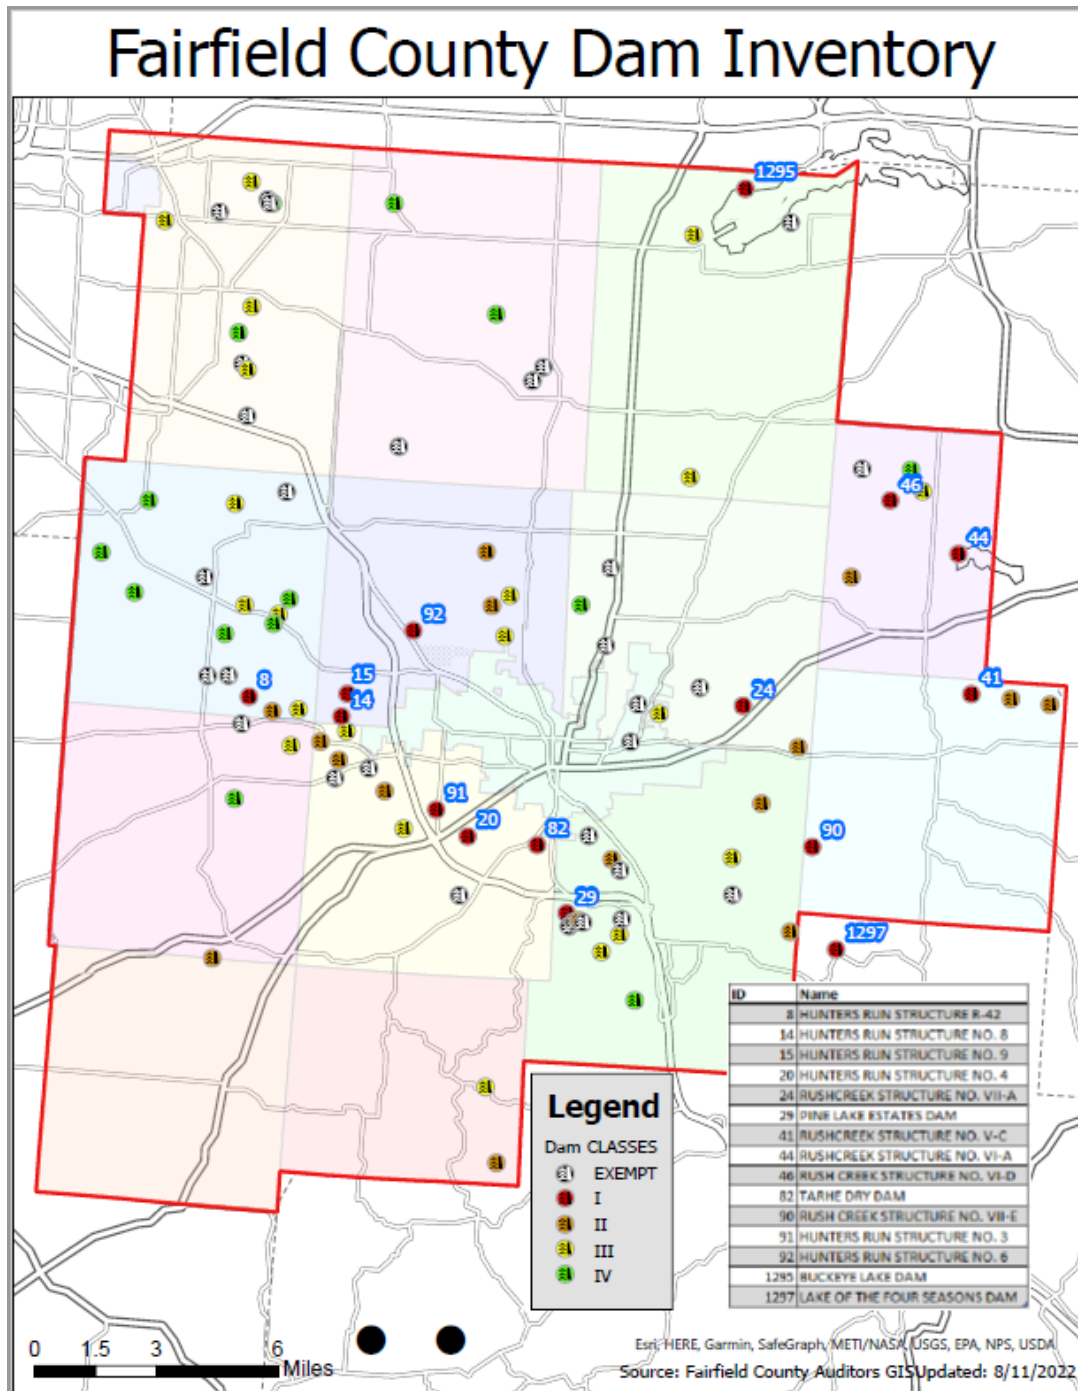 Fairfield County Dam Inventory
1295
46
44
92
15
8
14
24
41
91
20
82
90
29
1297
ID Name
8 HUNTERS RUN STRUCTURE R-42
14 HUNTERS RUN STRUCTURE NO. 8
15 HUNTERS RUN STRUCTURE NO. 9
20 HUNTERS RUN STRUCTURE NO. 4
24 RUSHCREEK STRUCTURE NO. VII-A
29 PINE LAKE ESTATES DAM
41 RUSHCREEK STRUCTURE NO. V-C
44 RUSHCREEK STRUCTURE NO. VI-A
46 RUSH CREEK STRUCTURE NO. VI-D
82 TARHE DRY DAM
90 RUSH CREEK STRUCTURE NO. VII-E
91 HUNTERS RUN STRUCTURE NO. 3
92 HUNTERS RUN STRUCTURE NO. 6
1295 BUCKEYE LAKE DAM
1297 LAKE OF THE FOUR SEASONS DAM
Legend
Dam CLASSES
EXEMPT
I
II
III
IV
0 1.5 3 6
Miles
Esri, HERE, Garmin, SafeGraph, METI/NASA, USGS, EPA, NPS, USDA
Source: Fairfield County Auditors GIS Updated: 8/11/2022